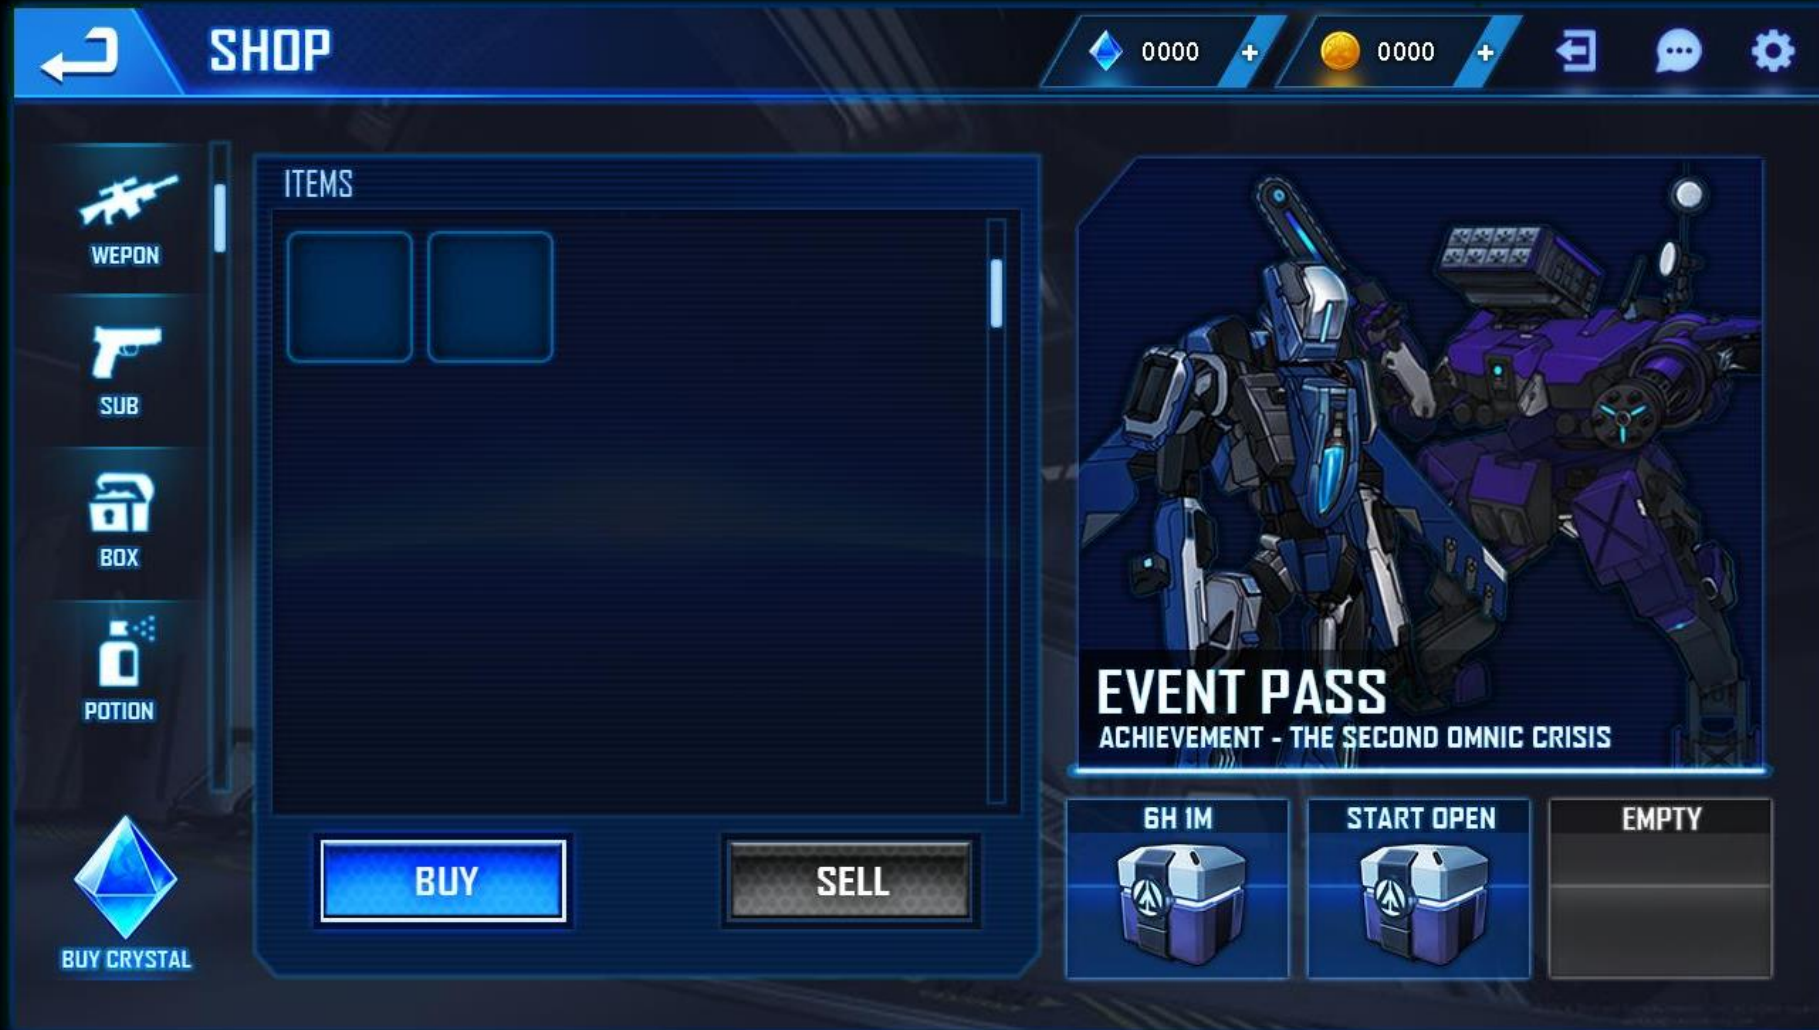 SHOP
0000
+
0000
+
WEPON
SUB
BOX
POTION
BUY CRYSTAL
ITEMS
BUY
SELL
EVENT PASS
ACHIEVEMENT - THE SECOND OMNIC CRISIS
6H 1M
START OPEN
EMPTY